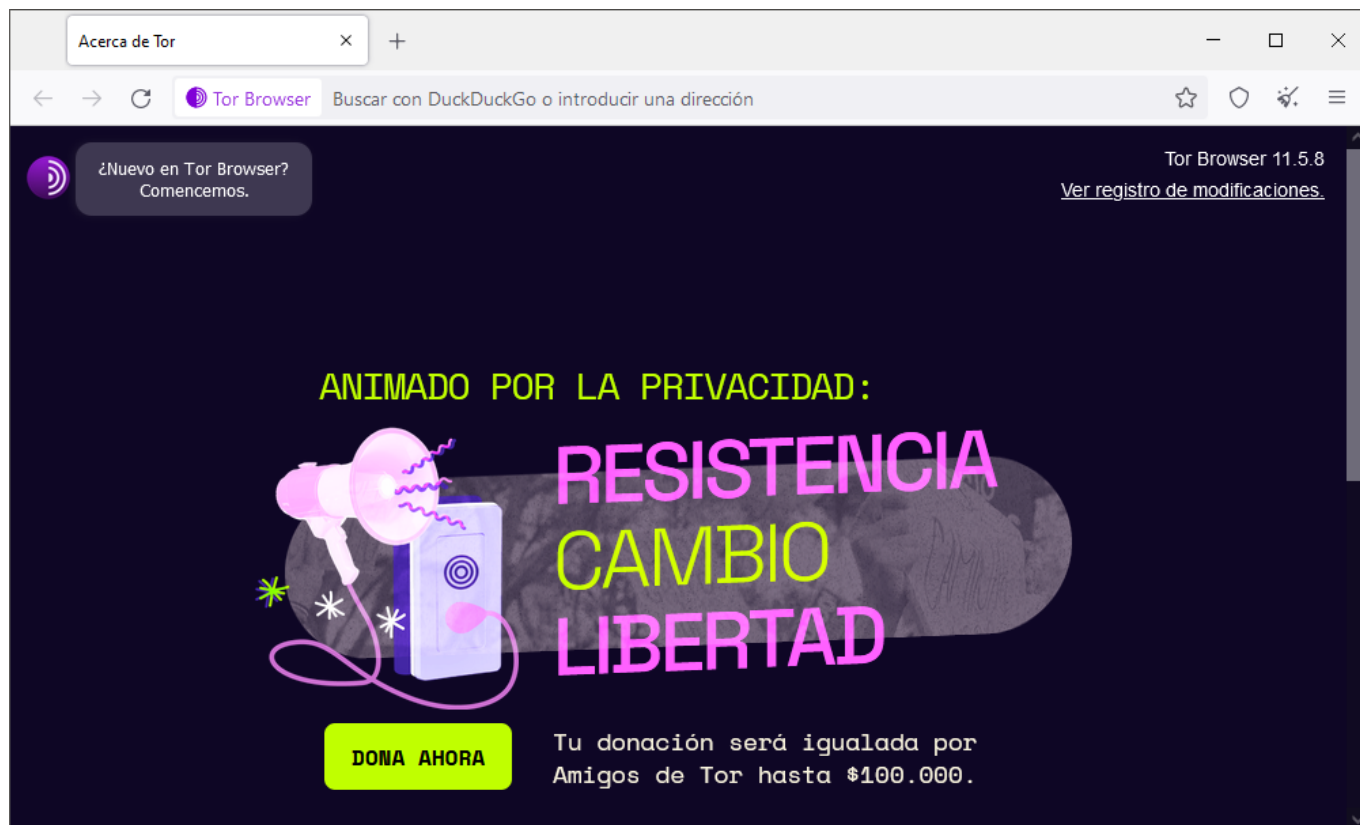 Acerca de Tor
Tor Browser
Buscar con DuckDuckGo o introducir una dirección
¿Nuevo en Tor Browser?
Comencemos.
Tor Browser 11.5.8
Ver registro de modificaciones.
ANIMADO POR LA PRIVACIDAD:
RESISTENCIA
CAMBIO
LIBERTAD
DONA AHORA
Tu donación será igualada por
Amigos de Tor hasta $100.000.